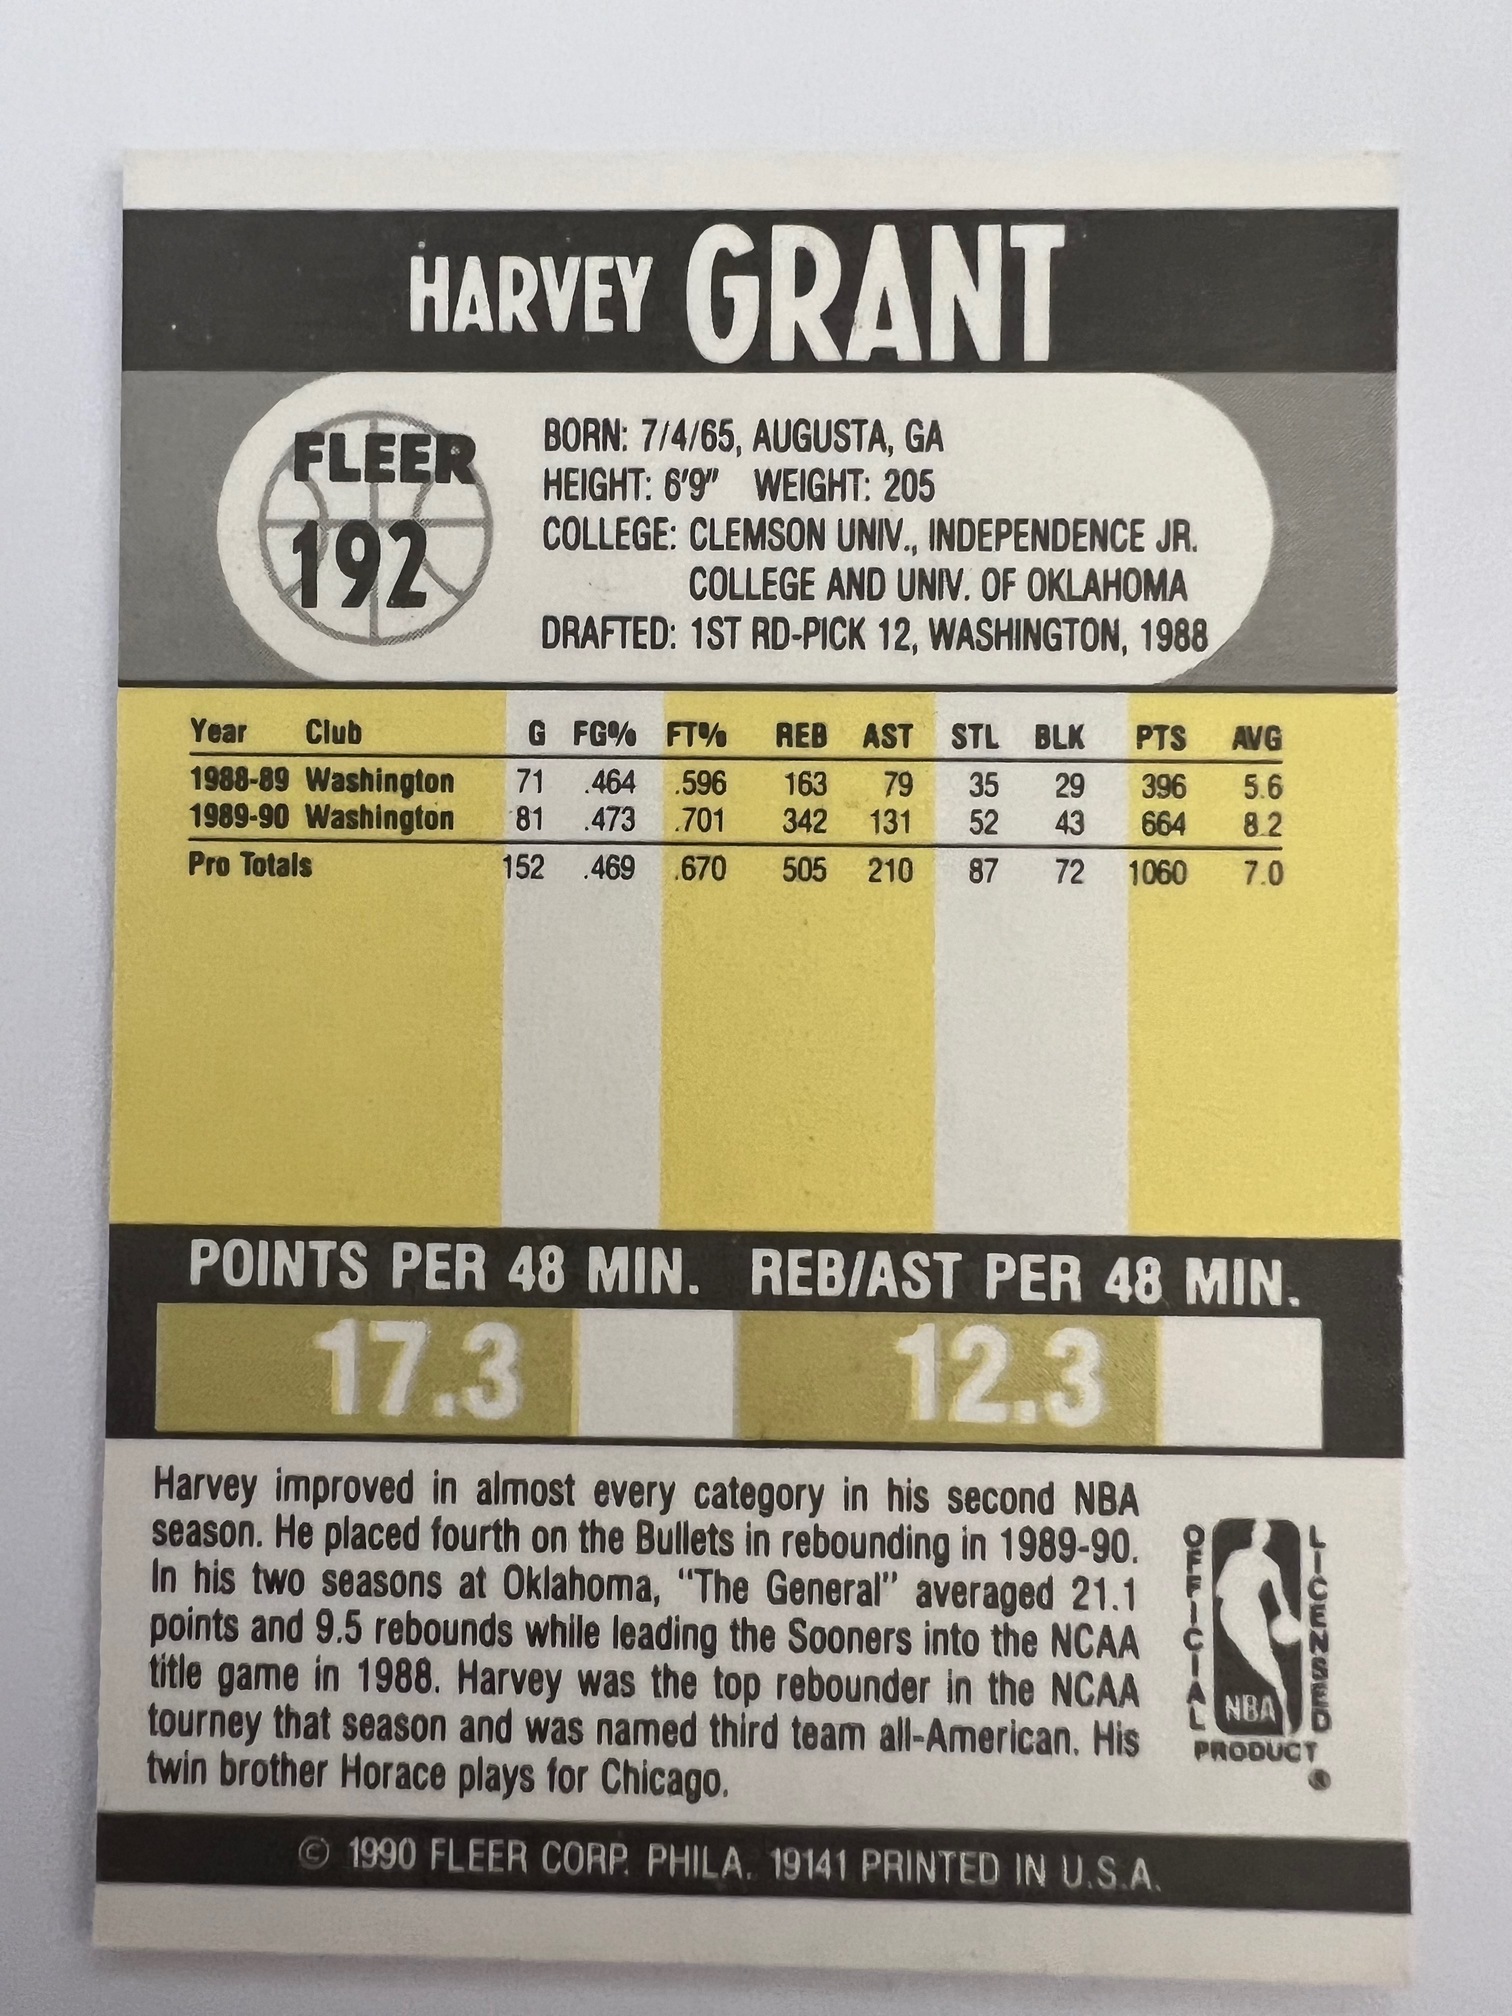 HARVEY GRANT
FLEER
192
BORN: 7/4/65, AUGUSTA, GA
HEIGHT: 6'9" WEIGHT: 205
COLLEGE: CLEMSON UNIV., INDEPENDENCE JR.
COLLEGE AND UNIV. OF OKLAHOMA
DRAFTED: 1ST RD-PICK 12, WASHINGTON, 1988
Year Club G FG% FT% REB AST STL BLK PTS AVG
1988-89 Washington 71 .464 .596 163 79 35 29 396 5.6
1989-90 Washington 81 .473 .701 342 131 52 43 664 8.2
Pro Totals 152 .469 .670 505 210 87 72 1060 7.0
POINTS PER 48 MIN. REB/AST PER 48 MIN.
17.3 12.3
Harvey improved in almost every category in his second NBA
season. He placed fourth on the Bullets in rebounding in 1989-90.
In his two seasons at Oklahoma, "The General" averaged 21.1
points and 9.5 rebounds while leading the Sooners into the NCAA
title game in 1988. Harvey was the top rebounder in the NCAA
tourney that season and was named third team all-American. His
twin brother Horace plays for Chicago.
OFFICIAL LICENSED
NBA
PRODUCT
®
© 1990 FLEER CORP. PHILA. 19141 PRINTED IN U.S.A.